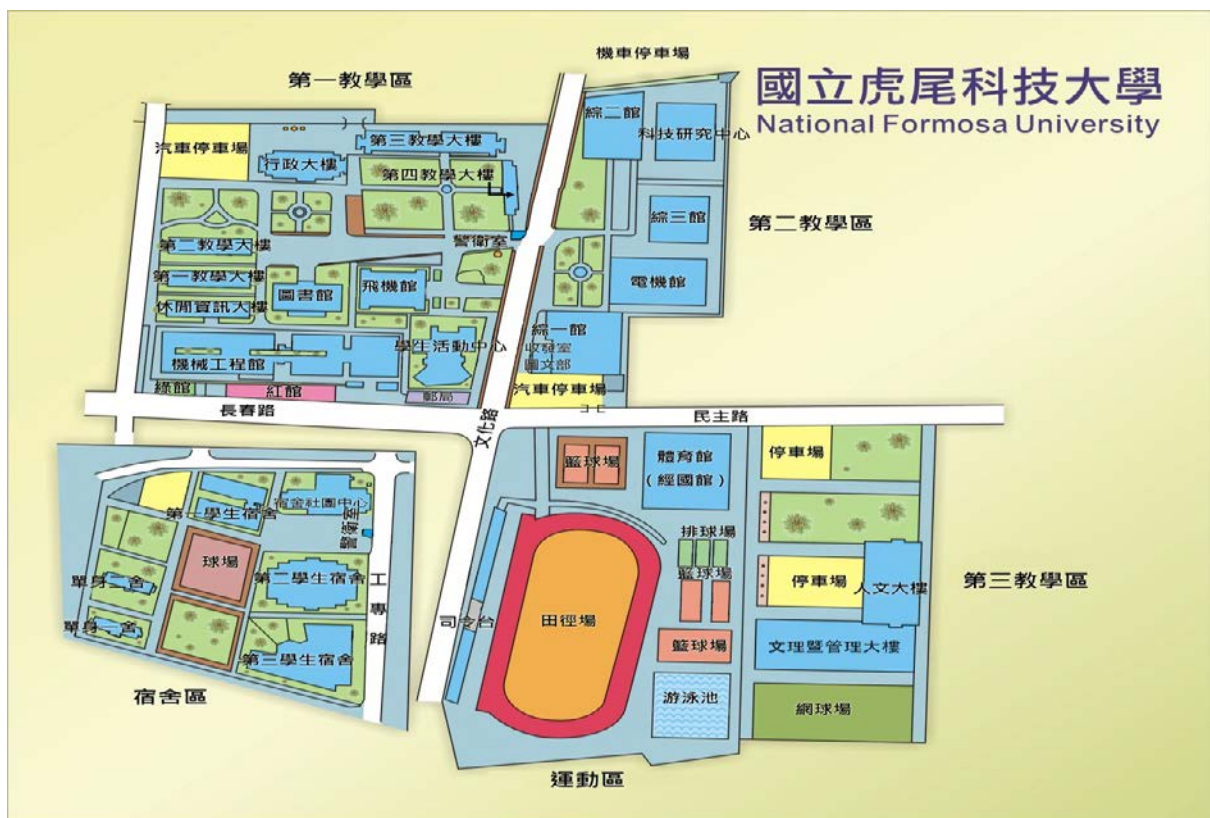 機車停車場
第一教學區
國立虎尾科技大學
National Formosa University
綜二館
科技研究中心
第三教學大樓
汽車停車場
行政大樓
第四教學大樓
綜三館
第二教學區
警衛室
第二教學大樓
第一教學大樓
圖書館
飛機館
電機館
休閒資訊大樓
綜一館
收發室
圖文部
學生活動中心
機械工程館
綠館
紅館
郵局
汽車停車場
長春路
文化路
民主路
籃球場
體育館
(經國館)
停車場
宿舍社團中心
第一學生宿舍
警衛室
排球場
球場
第二學生宿舍
籃球場
停車場
人文大樓
第三教學區
單身二舍
工專路
司令台
田徑場
單身一舍
第三學生宿舍
籃球場
文理暨管理大樓
宿舍區
游泳池
網球場
運動區